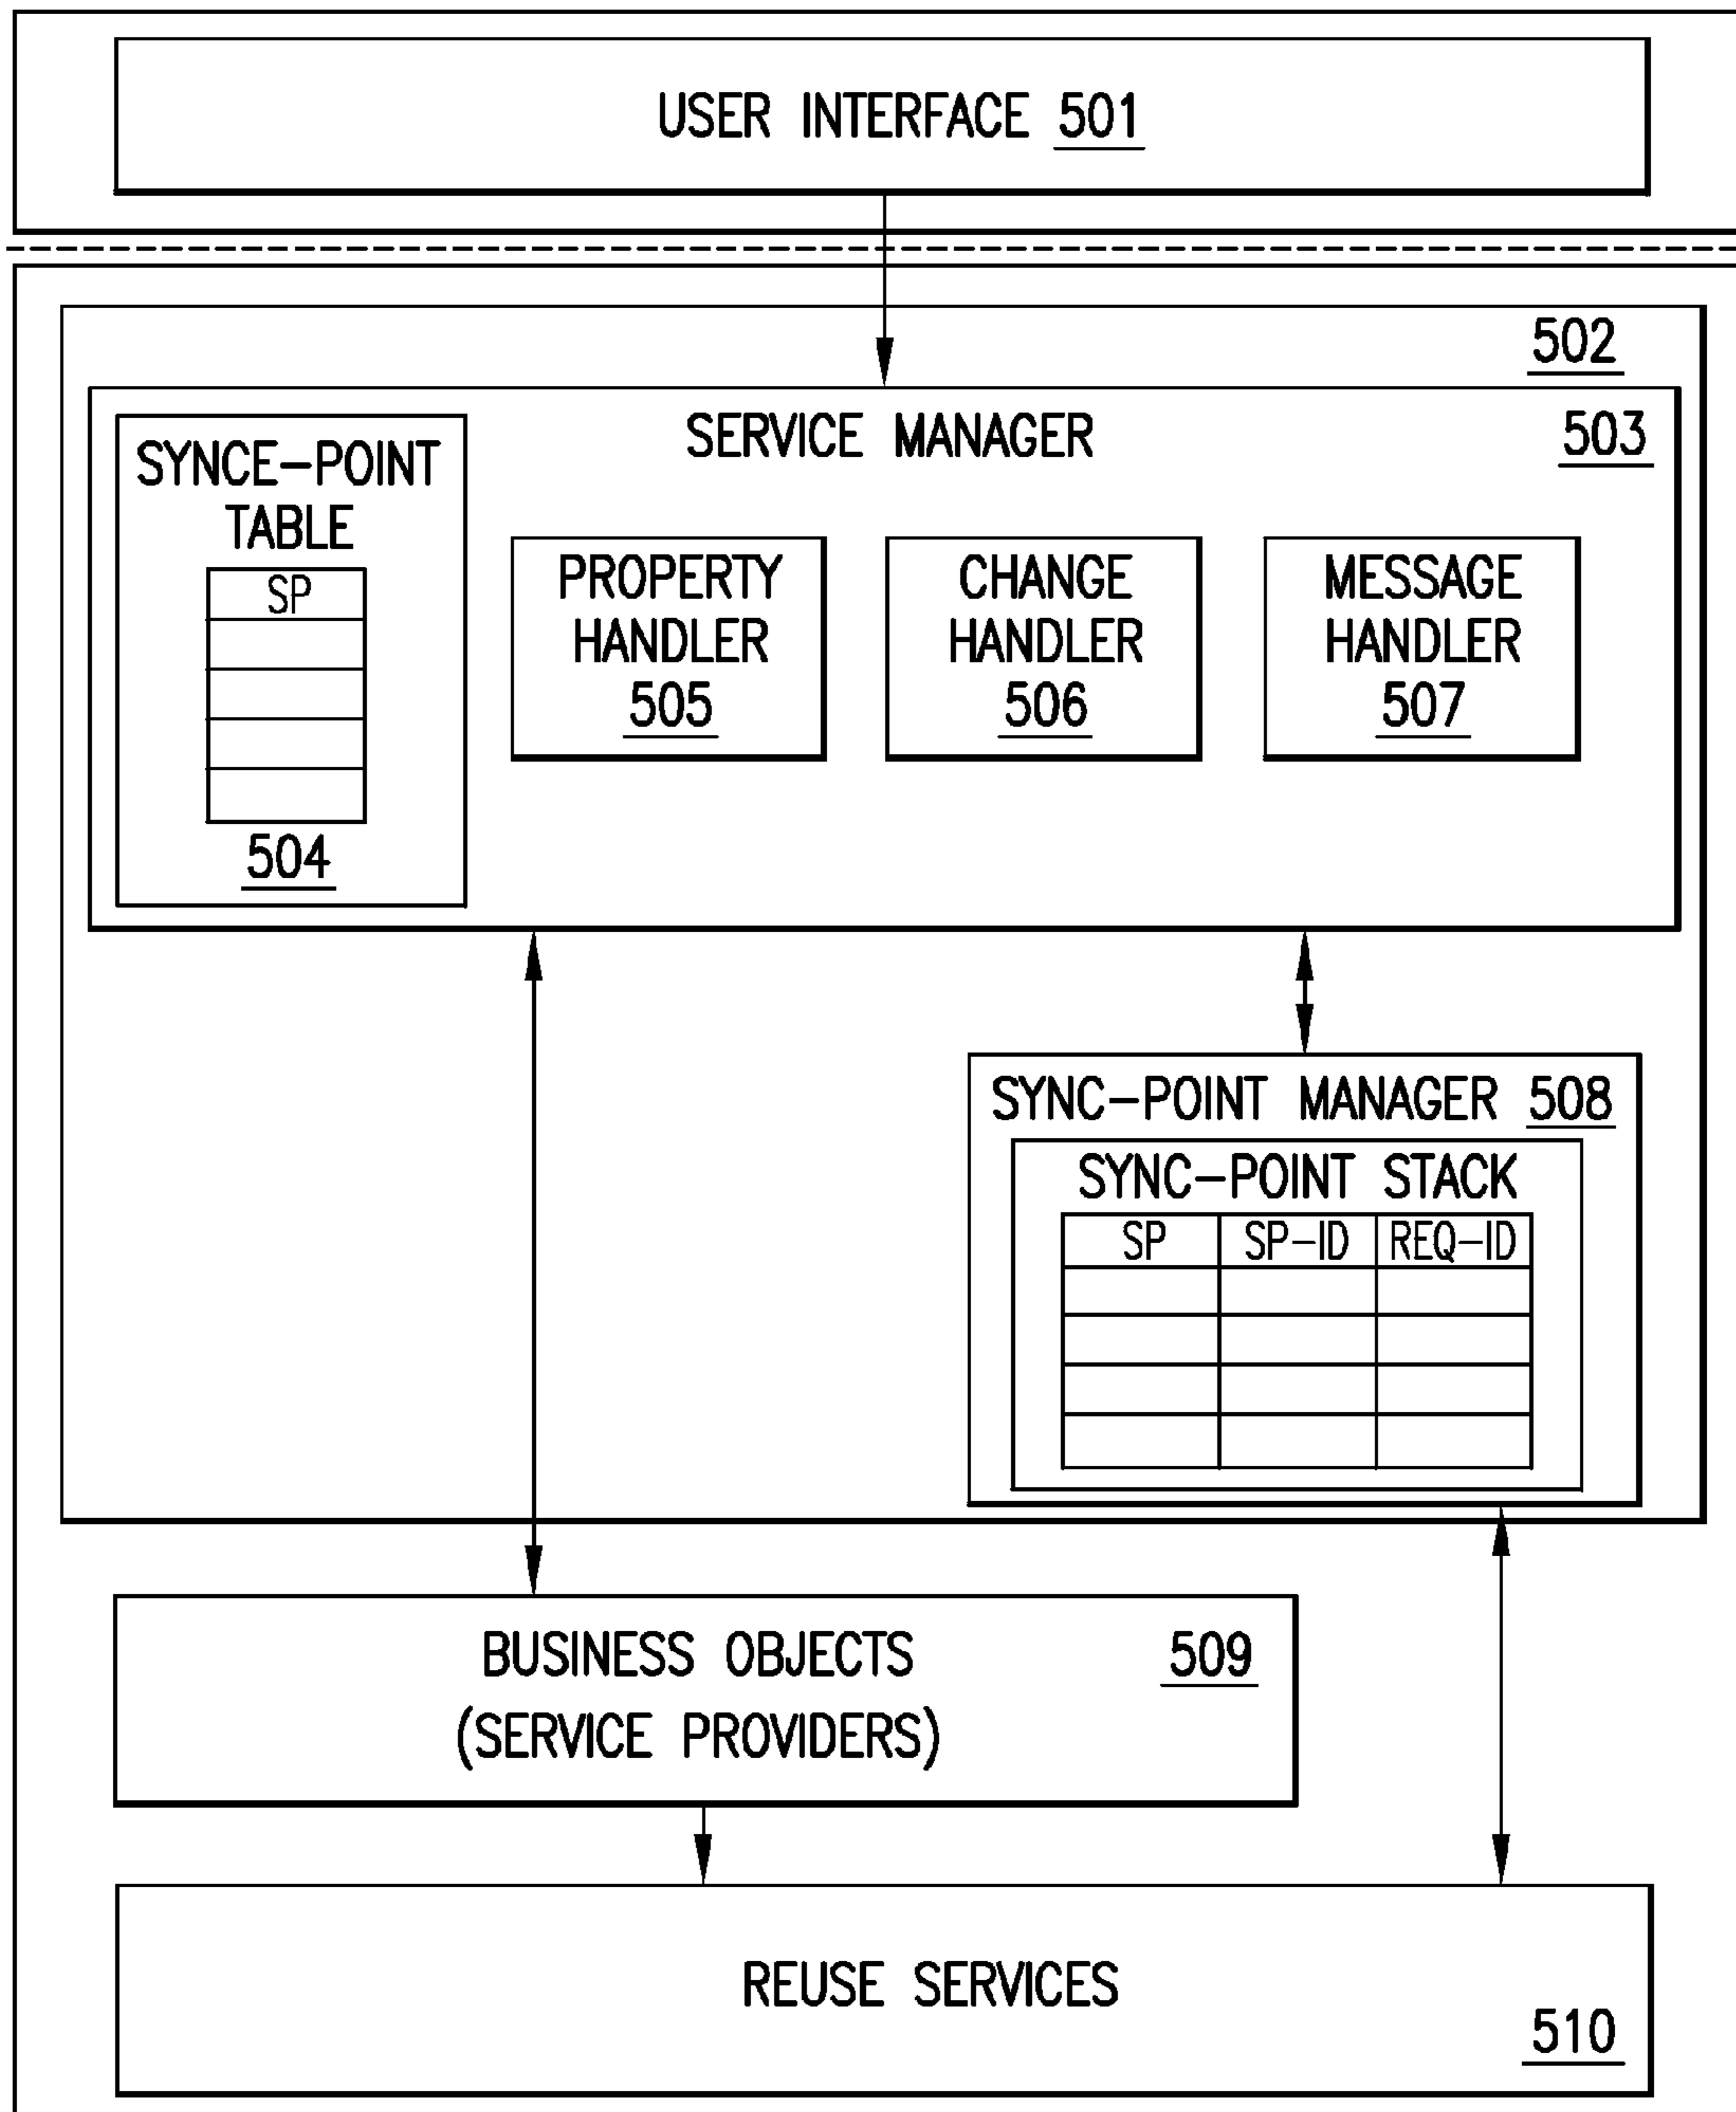 USER INTERFACE 501
502
SERVICE MANAGER 503
SYNCE-POINT
TABLE
SP
504
PROPERTY
HANDLER
505
CHANGE
HANDLER
506
MESSAGE
HANDLER
507
SYNC-POINT MANAGER 508
SYNC-POINT STACK
SP SP-ID REQ-ID
BUSINESS OBJECTS 509
(SERVICE PROVIDERS)
REUSE SERVICES
510